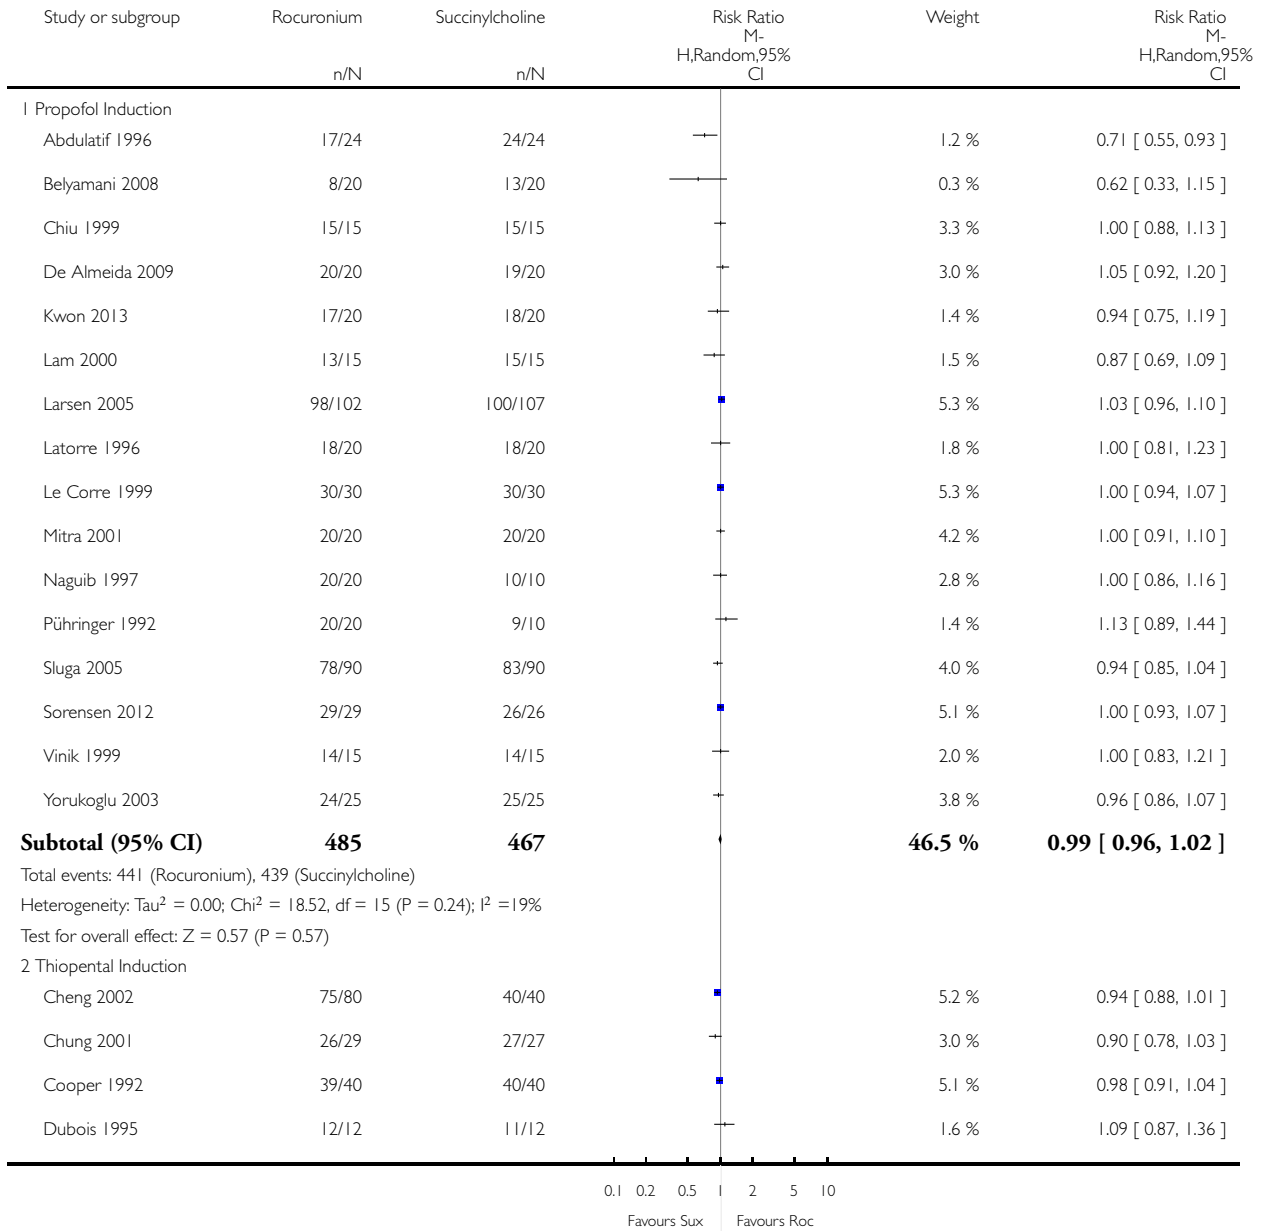 Study or subgroup Rocuronium Succinylcholine Risk Ratio Weight Risk Ratio
M-
H,Random,95%
CI
M-
H,Random,95%
CI
n/N n/N
1 Propofol Induction
Abdulatif 1996 17/24 24/24 1.2 % 0.71 [ 0.55, 0.93 ]
Belyamani 2008 8/20 13/20 0.3 % 0.62 [ 0.33, 1.15 ]
Chiu 1999 15/15 15/15 3.3 % 1.00 [ 0.88, 1.13 ]
De Almeida 2009 20/20 19/20 3.0 % 1.05 [ 0.92, 1.20 ]
Kwon 2013 17/20 18/20 1.4 % 0.94 [ 0.75, 1.19 ]
Lam 2000 13/15 15/15 1.5 % 0.87 [ 0.69, 1.09 ]
Larsen 2005 98/102 100/107 5.3 % 1.03 [ 0.96, 1.10 ]
Latorre 1996 18/20 18/20 1.8 % 1.00 [ 0.81, 1.23 ]
Le Corre 1999 30/30 30/30 5.3 % 1.00 [ 0.94, 1.07 ]
Mitra 2001 20/20 20/20 4.2 % 1.00 [ 0.91, 1.10 ]
Naguib 1997 20/20 10/10 2.8 % 1.00 [ 0.86, 1.16 ]
Pühringer 1992 20/20 9/10 1.4 % 1.13 [ 0.89, 1.44 ]
Sluga 2005 78/90 83/90 4.0 % 0.94 [ 0.85, 1.04 ]
Sorensen 2012 29/29 26/26 5.1 % 1.00 [ 0.93, 1.07 ]
Vinik 1999 14/15 14/15 2.0 % 1.00 [ 0.83, 1.21 ]
Yorukoglu 2003 24/25 25/25 3.8 % 0.96 [ 0.86, 1.07 ]
Subtotal (95% CI) 485 467 46.5 % 0.99 [ 0.96, 1.02 ]
Total events: 441 (Rocuronium), 439 (Succinylcholine)
Heterogeneity: Tau² = 0.00; Chi² = 18.52, df = 15 (P = 0.24); I² =19%
Test for overall effect: Z = 0.57 (P = 0.57)
2 Thiopental Induction
Cheng 2002 75/80 40/40 5.2 % 0.94 [ 0.88, 1.01 ]
Chung 2001 26/29 27/27 3.0 % 0.90 [ 0.78, 1.03 ]
Cooper 1992 39/40 40/40 5.1 % 0.98 [ 0.91, 1.04 ]
Dubois 1995 12/12 11/12 1.6 % 1.09 [ 0.87, 1.36 ]
0.1 0.2 0.5 1 2 5 10
Favours Sux Favours Roc